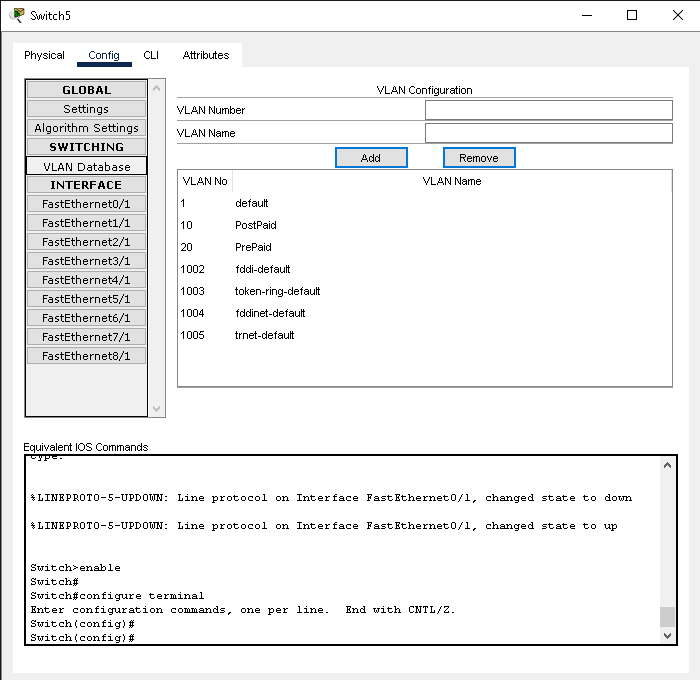 Switch5
Physical Config CLI Attributes
GLOBAL
Settings
Algorithm Settings
SWITCHING
VLAN Database
INTERFACE
FastEthernet0/1
FastEthernet1/1
FastEthernet2/1
FastEthernet3/1
FastEthernet4/1
FastEthernet5/1
FastEthernet6/1
FastEthernet7/1
FastEthernet8/1
VLAN Configuration
VLAN Number
VLAN Name
Add Remove
VLAN No VLAN Name
1 default
10 PostPaid
20 PrePaid
1002 fddi-default
1003 token-ring-default
1004 fddinet-default
1005 trnet-default
Equivalent IOS Commands
%LINEPROTO-5-UPDOWN: Line protocol on Interface FastEthernet0/1, changed state to down
%LINEPROTO-5-UPDOWN: Line protocol on Interface FastEthernet0/1, changed state to up
Switch>enable
Switch#
Switch#configure terminal
Enter configuration commands, one per line. End with CNTL/Z.
Switch(config)#
Switch(config)#